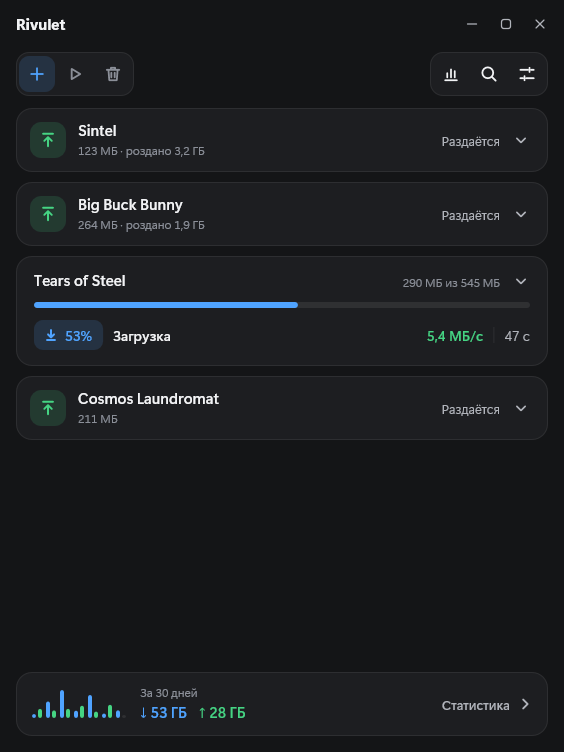 Rivulet
Sintel
123 МБ · роздано 3,2 ГБ
Раздаётся
Big Buck Bunny
264 МБ · роздано 1,9 ГБ
Раздаётся
Tears of Steel
290 МБ из 545 МБ
53% Загрузка
5,4 МБ/с 47 с
Cosmos Laundromat
211 МБ
Раздаётся
За 30 дней
↓ 53 ГБ ↑ 28 ГБ
Статистика